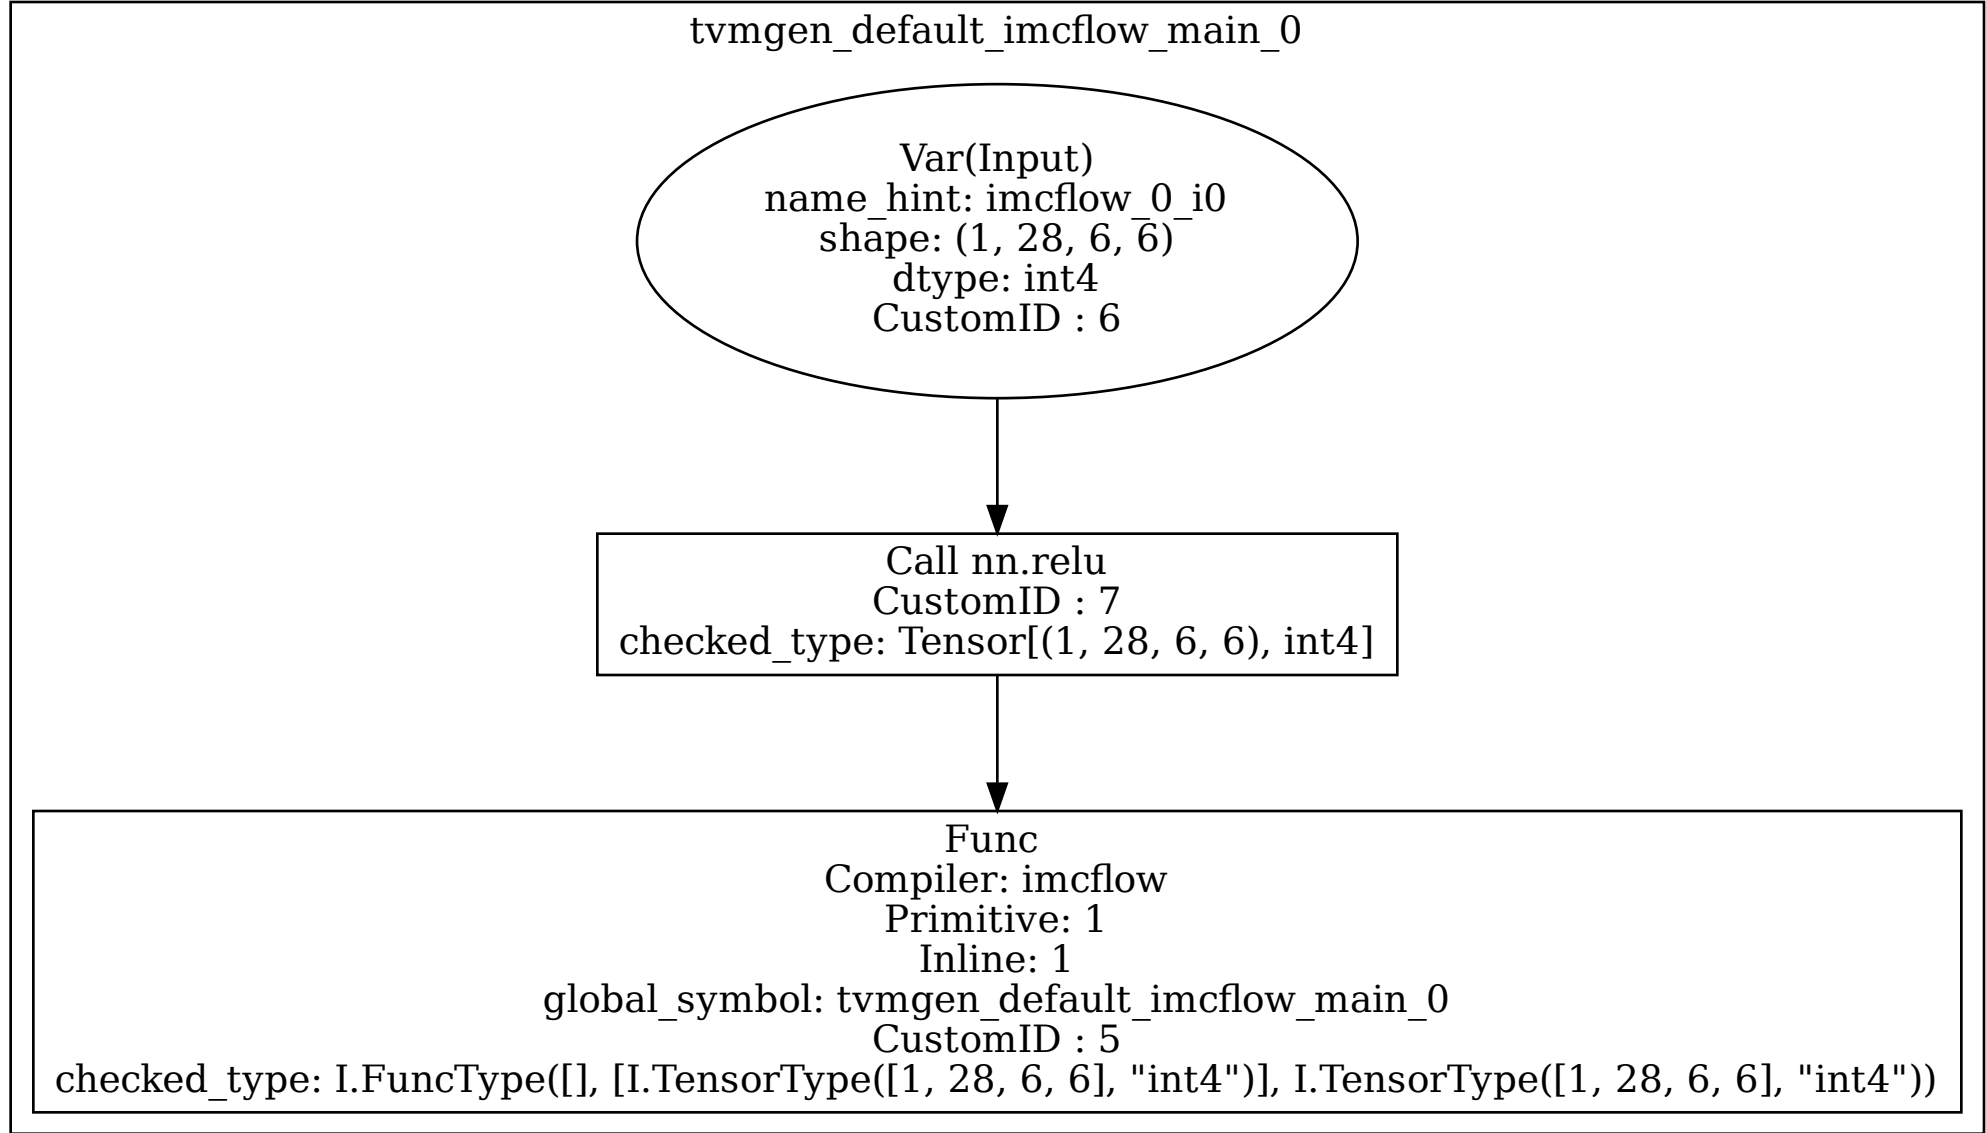 tvmgen_default_imcflow_main_0
Var(Input)
name_hint: imcflow_0_i0
shape: (1, 28, 6, 6)
dtype: int4
CustomID : 6
Call nn.relu
CustomID : 7
checked_type: Tensor[(1, 28, 6, 6), int4]
Func
Compiler: imcflow
Primitive: 1
Inline: 1
global_symbol: tvmgen_default_imcflow_main_0
CustomID : 5
checked_type: I.FuncType([], [I.TensorType([1, 28, 6, 6], "int4")], I.TensorType([1, 28, 6, 6], "int4"))